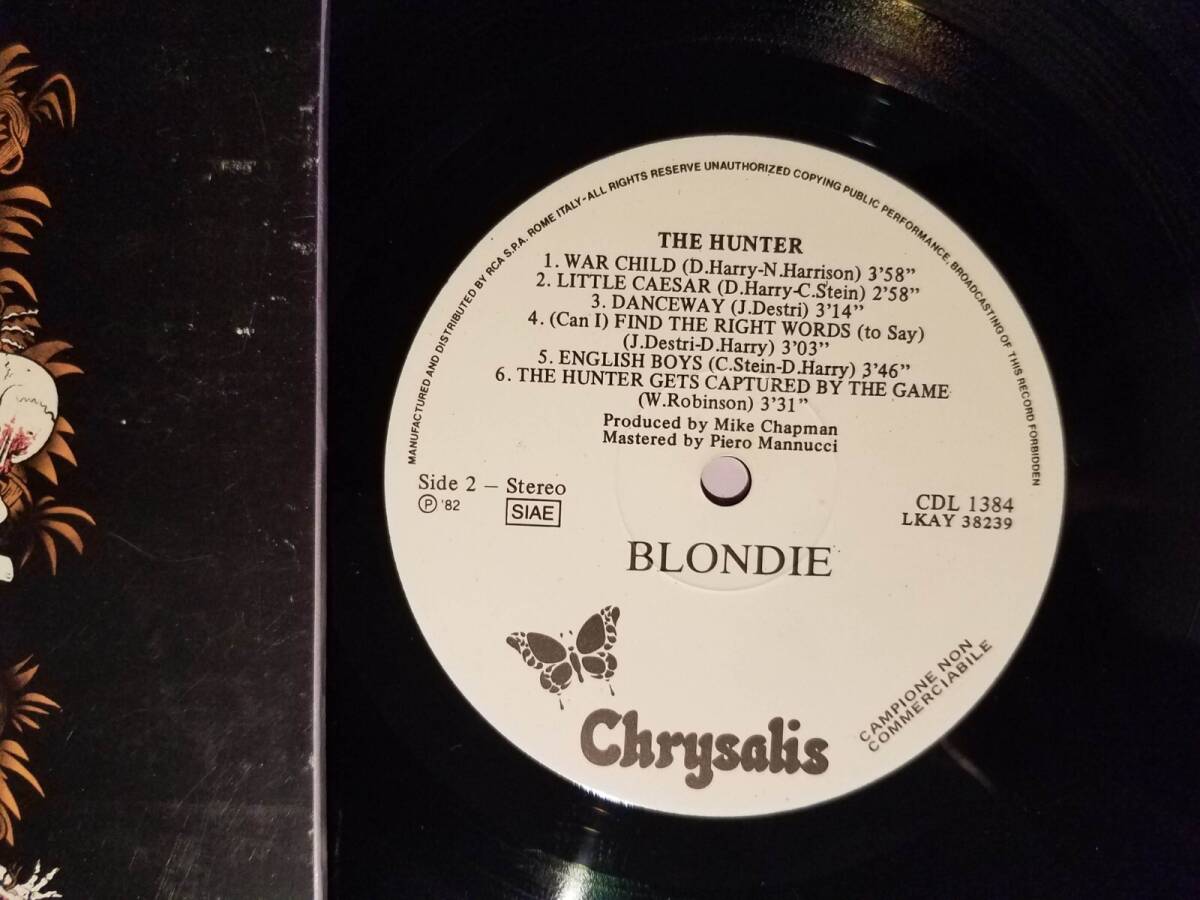 MANUFACTURED AND DISTRIBUTED BY RCA S.P.A. ROME ITALY-ALL RIGHTS RESERVE UNAUTHORIZED COPYING PUBLIC PERFORMANCE, BROADCASTING OF THIS RECORD FORBIDDEN
THE HUNTER
1. WAR CHILD (D.Harry-N.Harrison) 3'58"
2. LITTLE CAESAR (D.Harry-C.Stein) 2'58"
3. DANCEWAY (J.Destri) 3'14"
4. (Can I) FIND THE RIGHT WORDS (to Say)
(J.Destri-D.Harry) 3'03"
5. ENGLISH BOYS (C.Stein-D.Harry) 3'46"
6. THE HUNTER GETS CAPTURED BY THE GAME
(W.Robinson) 3'31"
Produced by Mike Chapman
Mastered by Piero Mannucci
Side 2 – Stereo
Ⓟ '82
SIAE
CDL 1384
LKAY 38239
BLONDIE
Chrysalis
CAMPIONE NON
COMMERCIABILE